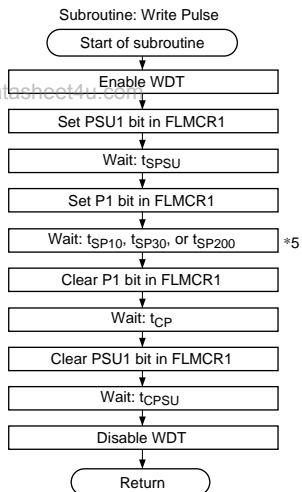 Subroutine: Write Pulse
Start of subroutine
Enable WDT
tasheet4u.com
Set PSU1 bit in FLMCR1
Wait: tSPSU
Set P1 bit in FLMCR1
Wait: tSP10, tSP30, or tSP200 *5
Clear P1 bit in FLMCR1
Wait: tCP
Clear PSU1 bit in FLMCR1
Wait: tCPSU
Disable WDT
Return